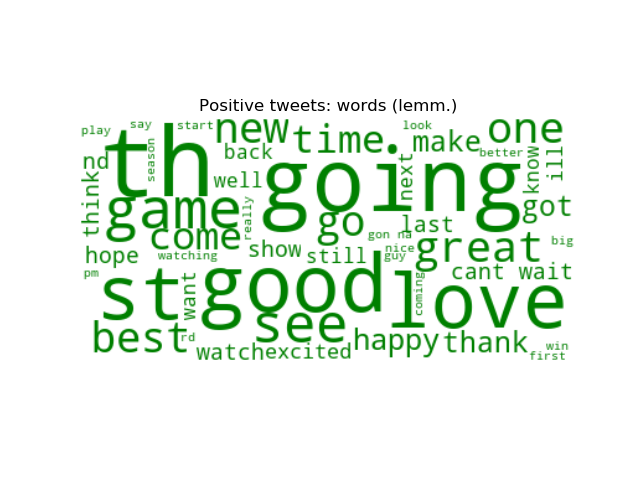 Positive tweets: words (lemm.)
play
say
start
new
time
look
make
one
th
going
nd
season
back
next
better
know
ill
think
well
game
really
go
last
got
come
gon na
great
big
hope
watching
show
still
nice
guy
pm
st
want
good
coming
cant wait
love
best
rd
see
happy
thank
watch
excited
win
first